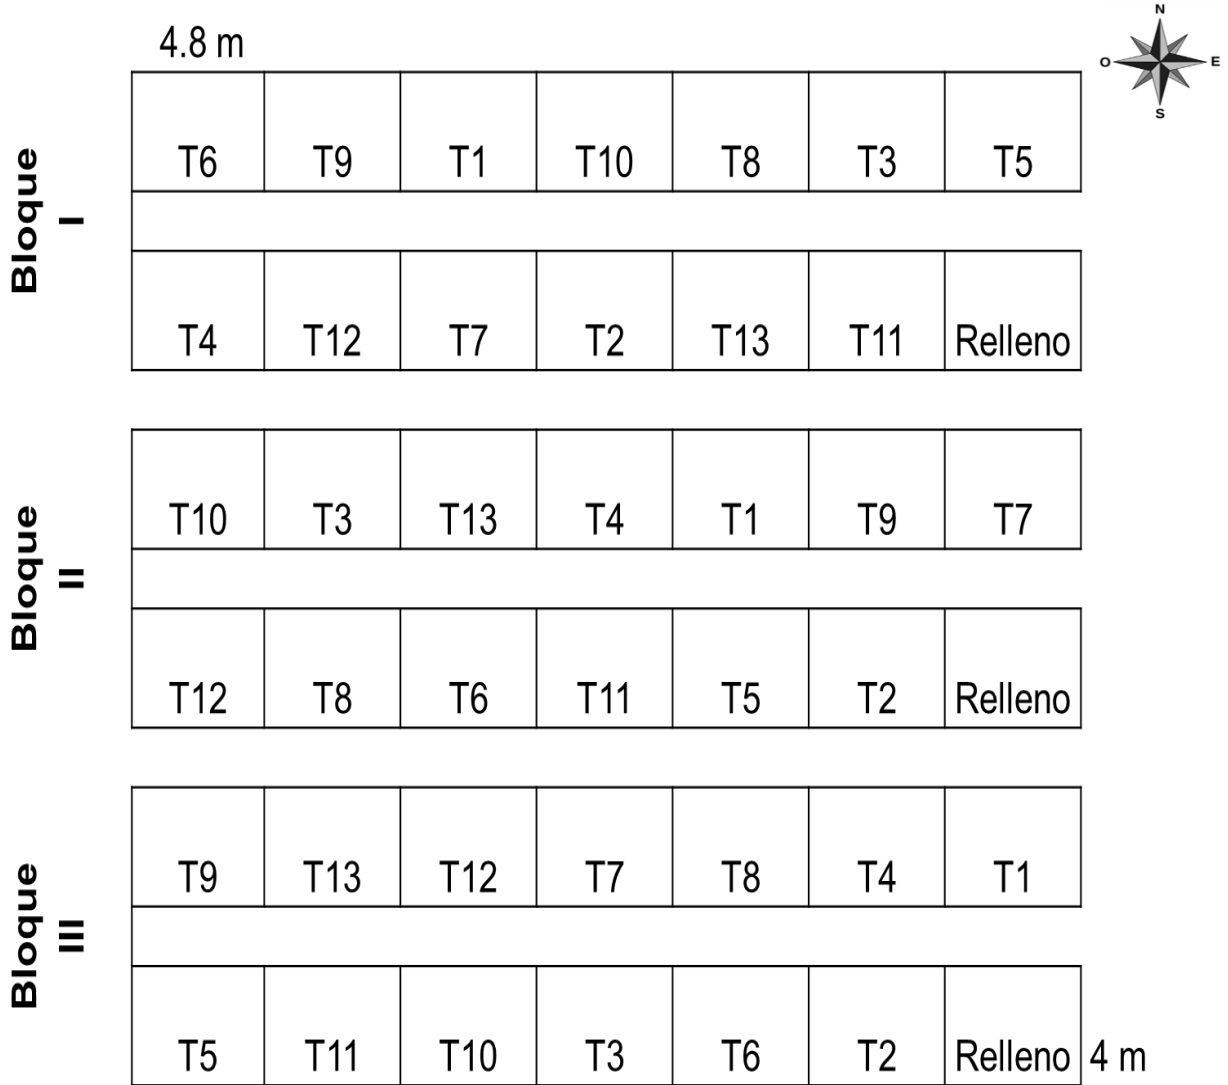 N
4.8 m
O E
S
T6 T9 T1 T10 T8 T3 T5
Bloque I
T4 T12 T7 T2 T13 T11 Relleno
T10 T3 T13 T4 T1 T9 T7
Bloque II
T12 T8 T6 T11 T5 T2 Relleno
T9 T13 T12 T7 T8 T4 T1
Bloque III
T5 T11 T10 T3 T6 T2 Relleno 4 m